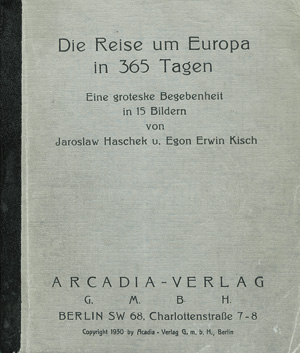 Die Reise um Europa
in 365 Tagen
Eine groteske Begebenheit
in 15 Bildern
von
Jaroslaw Haschek u. Egon Erwin Kisch
ARCADIA-VERLAG
G. M. B. H.
BERLIN SW 68, Charlottenstraße 7-8
Copyright 1930 by Acadia - Verlag G. m. b. H., Berlin